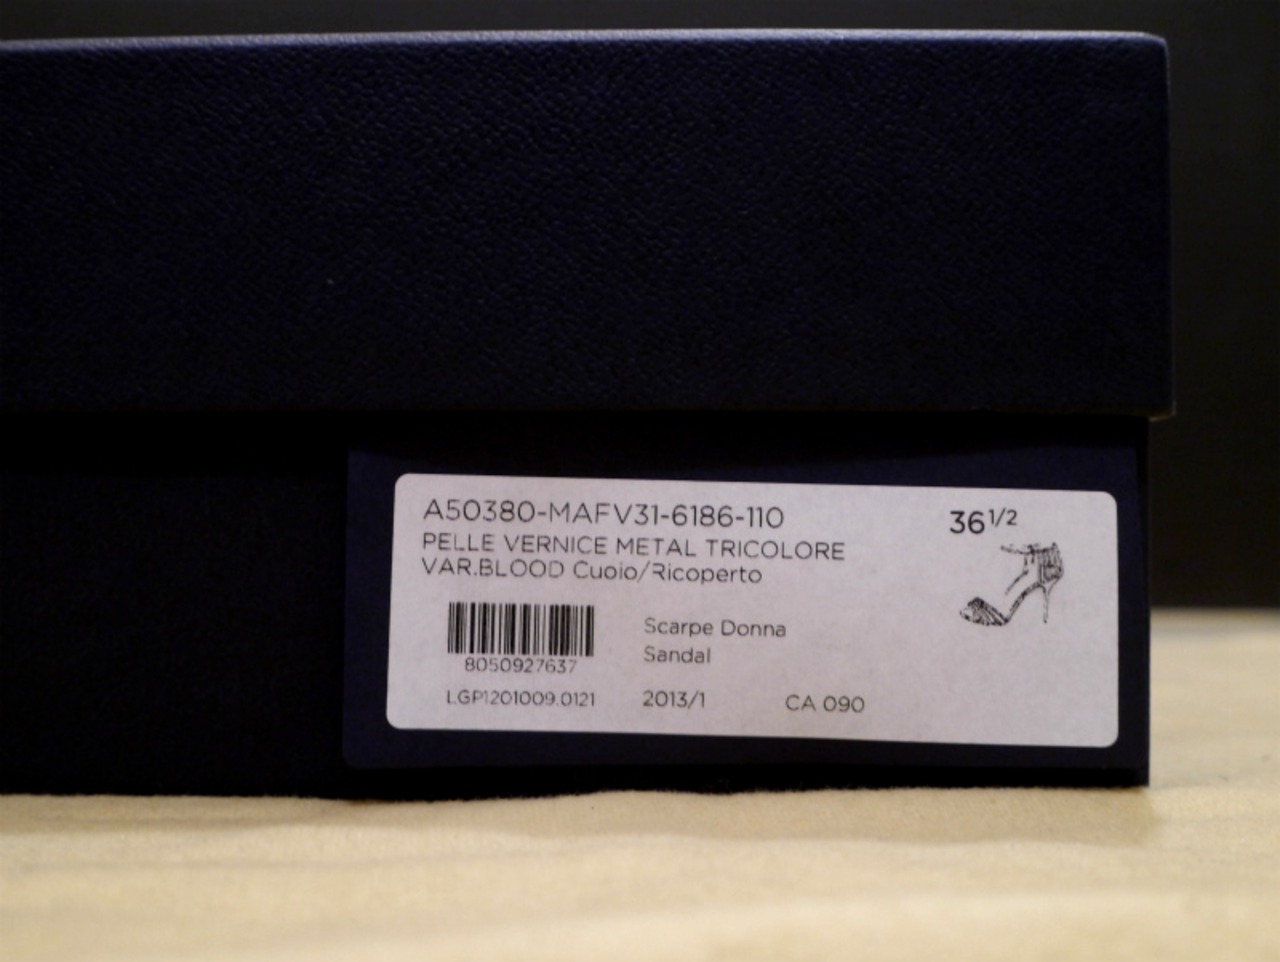 A50380-MAFV31-6186-110
36 1/2
PELLE VERNICE METAL TRICOLORE
VAR.BLOOD Cuoio/Ricoperto
Scarpe Donna
Sandal
8050927637
LGP1201009.0121
2013/1
CA 090